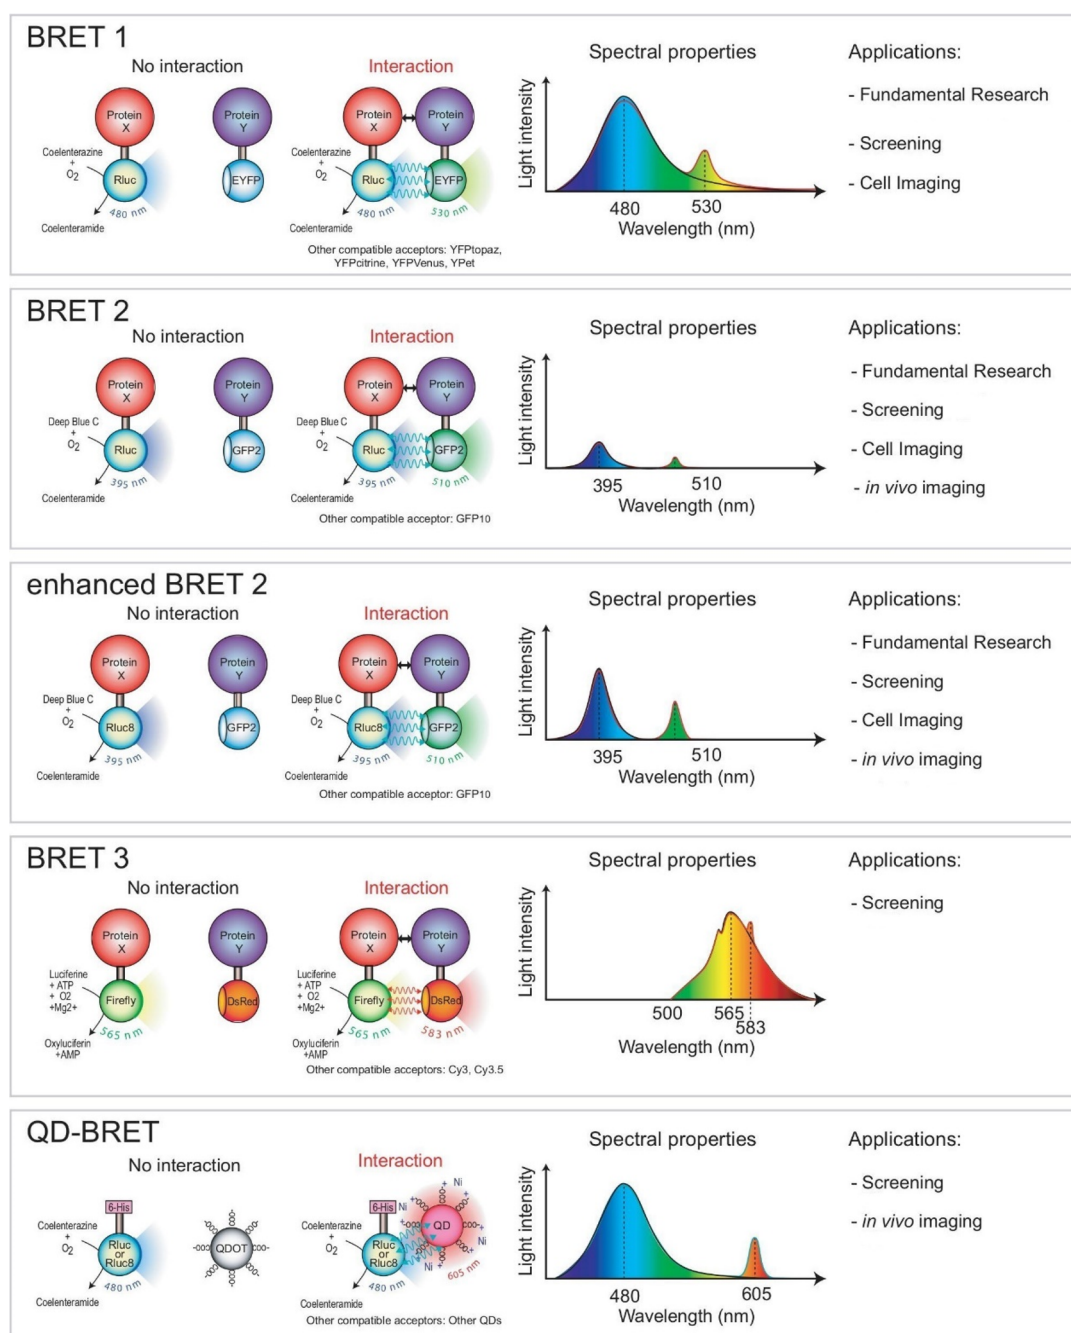 BRET 1
No interaction
Interaction
Spectral properties
Applications:
Protein X
Protein Y
Coelenterazine + O2
Rluc
EYFP
480 nm
Coelenteramide
Protein X
Protein Y
Coelenterazine + O2
Rluc
EYFP
480 nm
530 nm
Coelenteramide
Other compatible acceptors: YFPtopaz,
YFPcitrine, YFPVenus, YPet
Light intensity
480
530
Wavelength (nm)
- Fundamental Research
- Screening
- Cell Imaging
BRET 2
No interaction
Interaction
Spectral properties
Applications:
Protein X
Protein Y
Deep Blue C + O2
Rluc
GFP2
395 nm
Coelenteramide
Protein X
Protein Y
Deep Blue C + O2
Rluc
GFP2
395 nm
510 nm
Coelenteramide
Other compatible acceptor: GFP10
Light intensity
395
510
Wavelength (nm)
- Fundamental Research
- Screening
- Cell Imaging
- in vivo imaging
enhanced BRET 2
No interaction
Interaction
Spectral properties
Applications:
Protein X
Protein Y
Deep Blue C + O2
Rluc8
GFP2
395 nm
Coelenteramide
Protein X
Protein Y
Deep Blue C + O2
Rluc8
GFP2
395 nm
510 nm
Coelenteramide
Other compatible acceptor: GFP10
Light intensity
395
510
Wavelength (nm)
- Fundamental Research
- Screening
- Cell Imaging
- in vivo imaging
BRET 3
No interaction
Interaction
Spectral properties
Applications:
Protein X
Protein Y
Luciferine
+ ATP
+ O2
+Mg2+
Firefly
DsRed
565 nm
Oxyluciferin
+AMP
Protein X
Protein Y
Luciferine
+ ATP
+ O2
+Mg2+
Firefly
DsRed
565 nm
583 nm
Oxyluciferin
+AMP
Other compatible acceptors: Cy3, Cy3.5
Light intensity
500
565
583
Wavelength (nm)
- Screening
QD-BRET
No interaction
Interaction
Spectral properties
Applications:
6-His
Coelenterazine + O2
Rluc or Rluc8
QDOT
-COO
COO-
480 nm
Coelenteramide
6-His
Coelenterazine + O2
Rluc or Rluc8
QD
Ni +
Ni +
Ni +
Ni +
Ni +
480 nm
605 nm
Coelenteramide
Other compatible acceptors: Other QDs
Light intensity
480
605
- Screening
- in vivo imaging